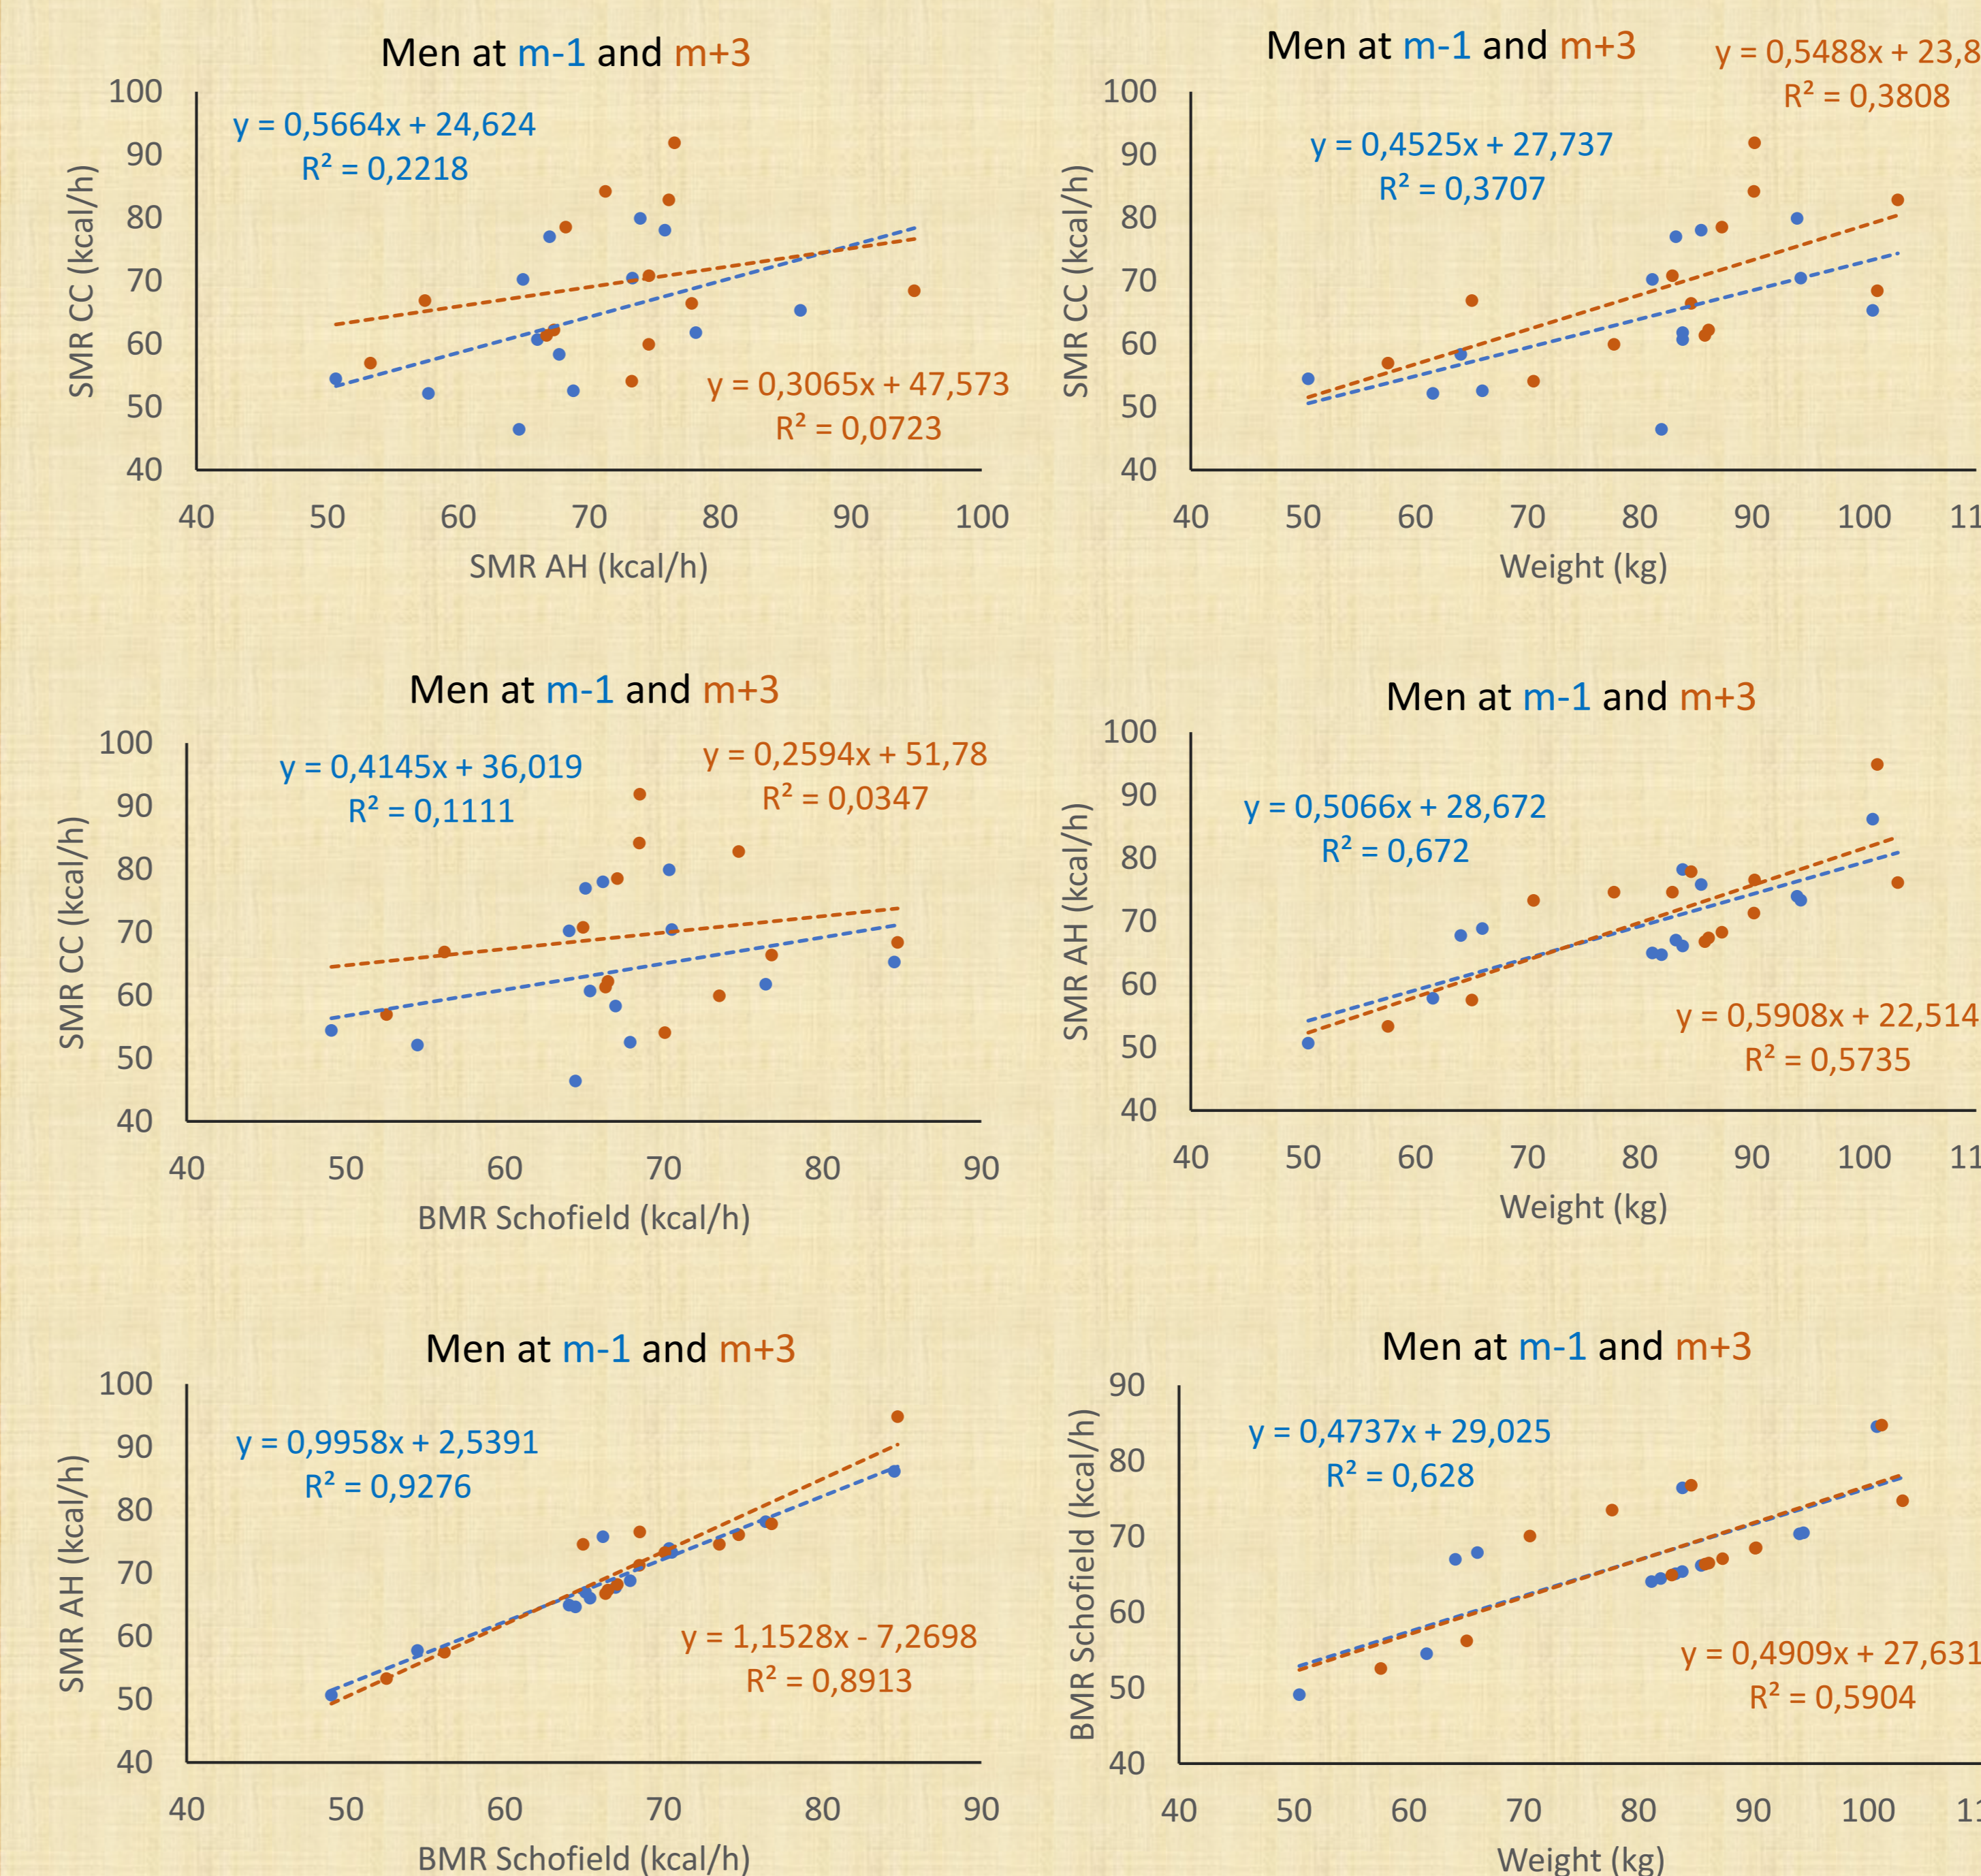 Men at m-1 and m+3
y = 0,5664x + 24,624
R² = 0,2218
y = 0,3065x + 47,573
R² = 0,0723
SMR CC (kcal/h)
100
90
80
70
60
50
40
40 50 60 70 80 90 100
SMR AH (kcal/h)
Men at m-1 and m+3
y = 0,5488x + 23,8
R² = 0,3808
y = 0,4525x + 27,737
R² = 0,3707
SMR CC (kcal/h)
100
90
80
70
60
50
40
40 50 60 70 80 90 100
Weight (kg)
Men at m-1 and m+3
y = 0,4145x + 36,019
R² = 0,1111
y = 0,2594x + 51,78
R² = 0,0347
SMR CC (kcal/h)
100
90
80
70
60
50
40
40 50 60 70 80 90
BMR Schofield (kcal/h)
Men at m-1 and m+3
y = 0,5066x + 28,672
R² = 0,672
y = 0,5908x + 22,514
R² = 0,5735
SMR AH (kcal/h)
100
90
80
70
60
50
40
40 50 60 70 80 90 100
Weight (kg)
Men at m-1 and m+3
y = 0,9958x + 2,5391
R² = 0,9276
y = 1,1528x - 7,2698
R² = 0,8913
SMR AH (kcal/h)
100
90
80
70
60
50
40
40 50 60 70 80 90
BMR Schofield (kcal/h)
Men at m-1 and m+3
y = 0,4737x + 29,025
R² = 0,628
y = 0,4909x + 27,631
R² = 0,5904
BMR Schofield (kcal/h)
90
80
70
60
50
40
40 50 60 70 80 90 100
Weight (kg)